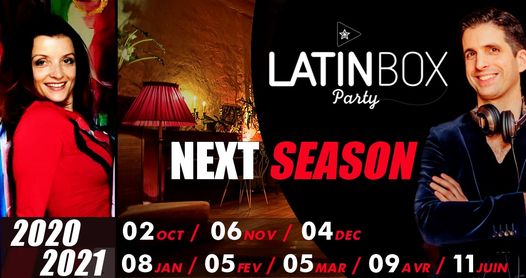 LATINBOX
Party
NEXT SEASON
2020
2021
02 OCT / 06 NOV / 04 DEC
08 JAN / 05 FEV / 05 MAR / 09 AVR / 11 JUIN